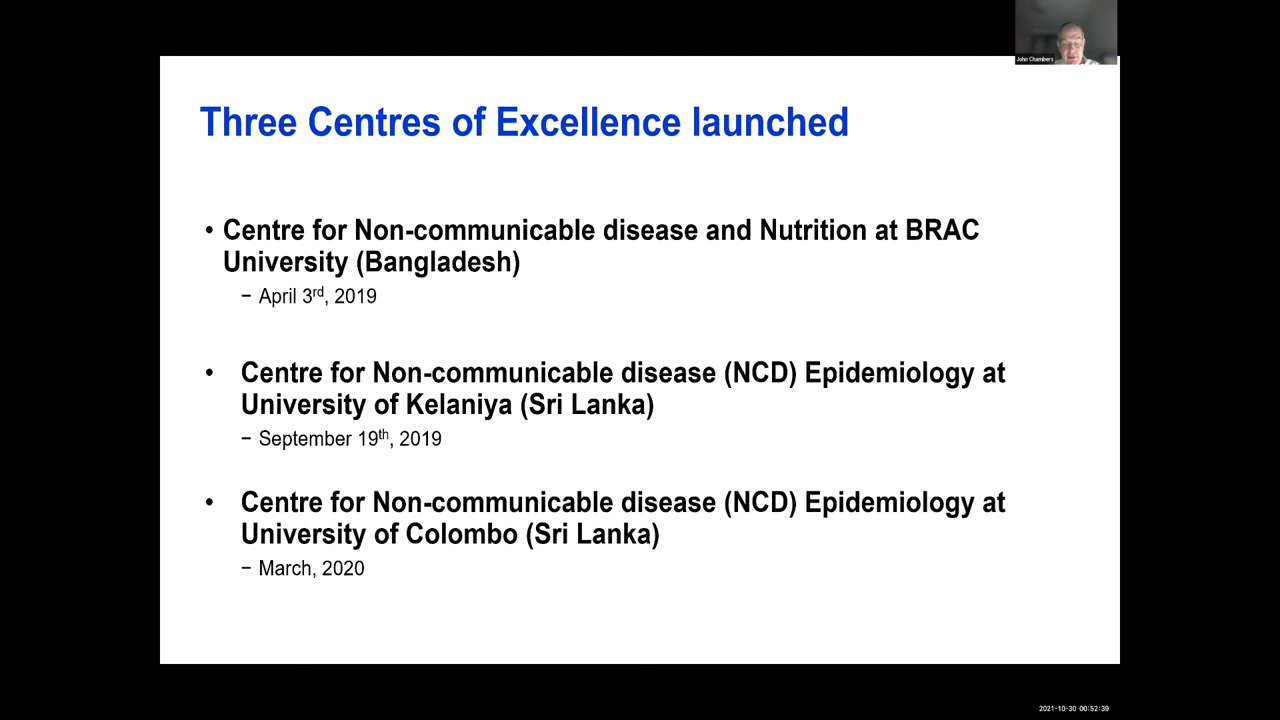 John Chambers
Three Centres of Excellence launched
• Centre for Non-communicable disease and Nutrition at BRAC
University (Bangladesh)
− April 3rd, 2019
• Centre for Non-communicable disease (NCD) Epidemiology at
University of Kelaniya (Sri Lanka)
− September 19th, 2019
• Centre for Non-communicable disease (NCD) Epidemiology at
University of Colombo (Sri Lanka)
− March, 2020
2021-10-30 00:52:39